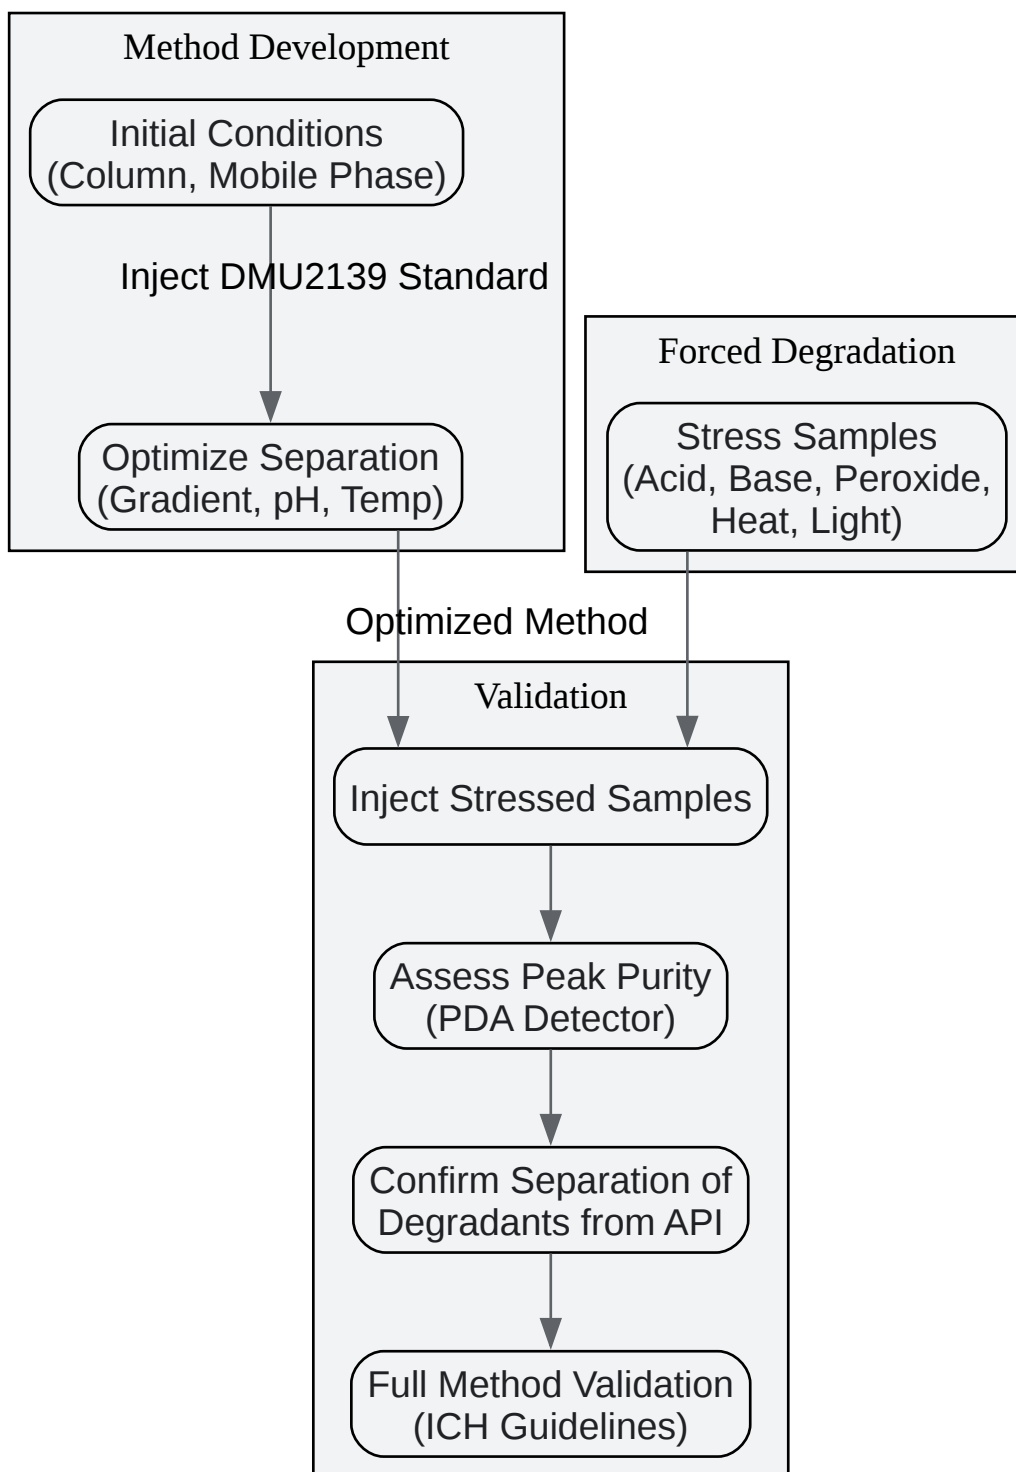 Method Development
Initial Conditions
(Column, Mobile Phase)
Inject DMU2139 Standard
Optimize Separation
(Gradient, pH, Temp)
Forced Degradation
Stress Samples
(Acid, Base, Peroxide,
Heat, Light)
Optimized Method
Validation
Inject Stressed Samples
Assess Peak Purity
(PDA Detector)
Confirm Separation of
Degradants from API
Full Method Validation
(ICH Guidelines)